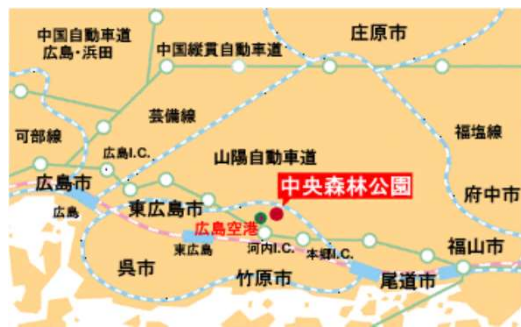 中国自動車道
広島・浜田
中国縦貫自動車道
庄原市
可部線
芸備線
福塩線
広島I.C.
山陽自動車道
広島市
広島
中央森林公園
府中市
東広島市
広島空港
東広島
河内I.C.
本郷I.C.
福山市
呉市
竹原市
尾道市